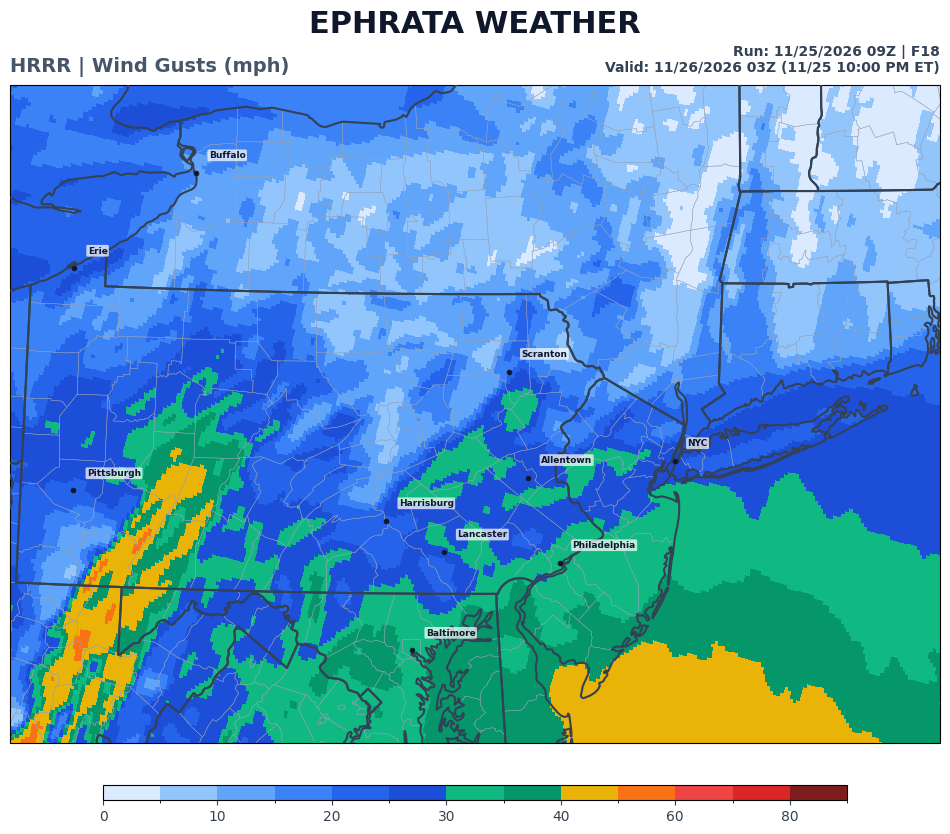 EPHRATA WEATHER
HRRR | Wind Gusts (mph)
Run: 11/25/2026 09Z | F18
Valid: 11/26/2026 03Z (11/25 10:00 PM ET)
Buffalo
Erie
Scranton
NYC
Allentown
Pittsburgh
Harrisburg
Lancaster
Philadelphia
Baltimore
0 10 20 30 40 50 60 70 80